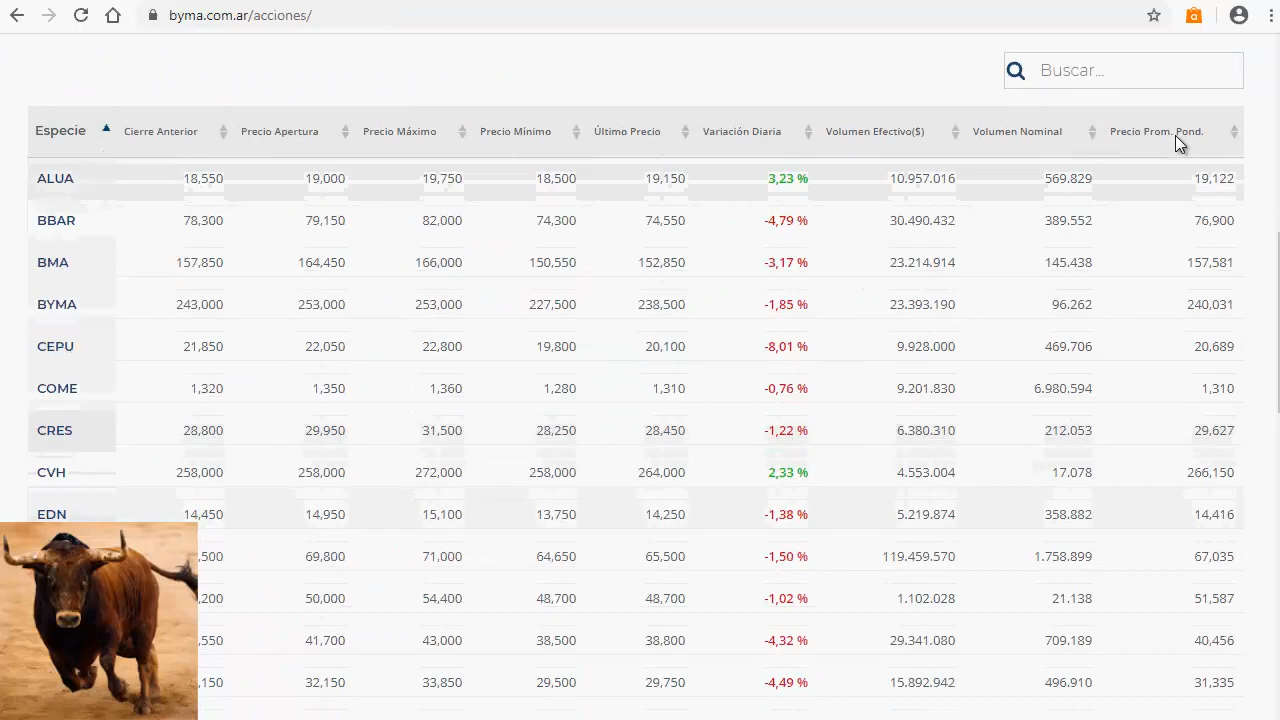 byma.com.ar/acciones/
Buscar...
Especie Cierre Anterior Precio Apertura Precio Máximo Precio Mínimo Último Precio Variación Diaria Volumen Efectivo($) Volumen Nominal Precio Prom. Pond.
ALUA 18,550 19,000 19,750 18,500 19,150 3,23 % 10.957.016 569.829 19,122
BBAR 78,300 79,150 82,000 74,300 74,550 -4,79 % 30.490.432 389.552 76,900
BMA 157,850 164,450 166,000 150,550 152,850 -3,17 % 23.214.914 145.438 157,581
BYMA 243,000 253,000 253,000 227,500 238,500 -1,85 % 23.393.190 96.262 240,031
CEPU 21,850 22,050 22,800 19,800 20,100 -8,01 % 9.928.000 469.706 20,689
COME 1,320 1,350 1,360 1,280 1,310 -0,76 % 9.201.830 6.980.594 1,310
CRES 28,800 29,950 31,500 28,250 28,450 -1,22 % 6.380.310 212.053 29,627
CVH 258,000 258,000 272,000 258,000 264,000 2,33 % 4.553.004 17.078 266,150
EDN 14,450 14,950 15,100 13,750 14,250 -1,38 % 5.219.874 358.882 14,416
,500 69,800 71,000 64,650 65,500 -1,50 % 119.459.570 1.758.899 67,035
,200 50,000 54,400 48,700 48,700 -1,02 % 1.102.028 21.138 51,587
,550 41,700 43,000 38,500 38,800 -4,32 % 29.341.080 709.189 40,456
,150 32,150 33,850 29,500 29,750 -4,49 % 15.892.942 496.910 31,335